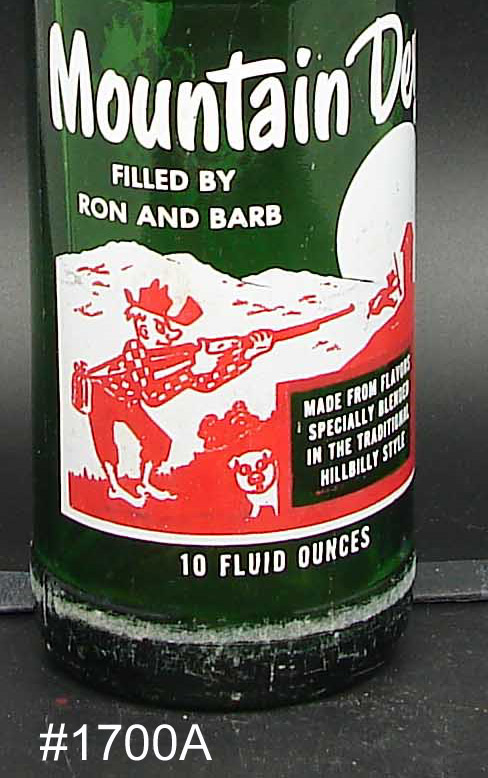 Mountain De
FILLED BY
RON AND BARB
MADE FROM FLAVORS
SPECIALLY BLENDED
IN THE TRADITIONAL
HILLBILLY STYLE
10 FLUID OUNCES
#1700A